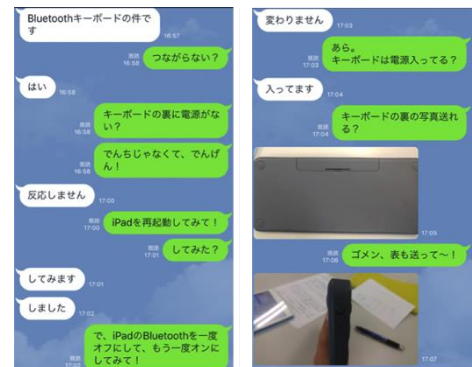 Bluetoothキーボードの件で
す
16:57
つながらない？
既読
16:58
はい
16:58
キーボードの裏に電源がな
い？
既読
16:58
でんちじゃなくて、でんげ
ん！
既読
16:58
反応しません
17:00
iPadを再起動してみて！
既読
17:00
してみた？
既読
17:01
してみます
17:01
しました
17:02
で、iPadのBluetoothを一度
オフにして、もう一度オンに
してみて！
既読
17:02
変わりません
17:03
あら。
キーボードは電源入ってる？
既読
17:03
入ってます
17:04
キーボードの裏の写真送れ
る？
既読
17:04
17:05
ゴメン、表も送って〜！
既読
17:06
17:07